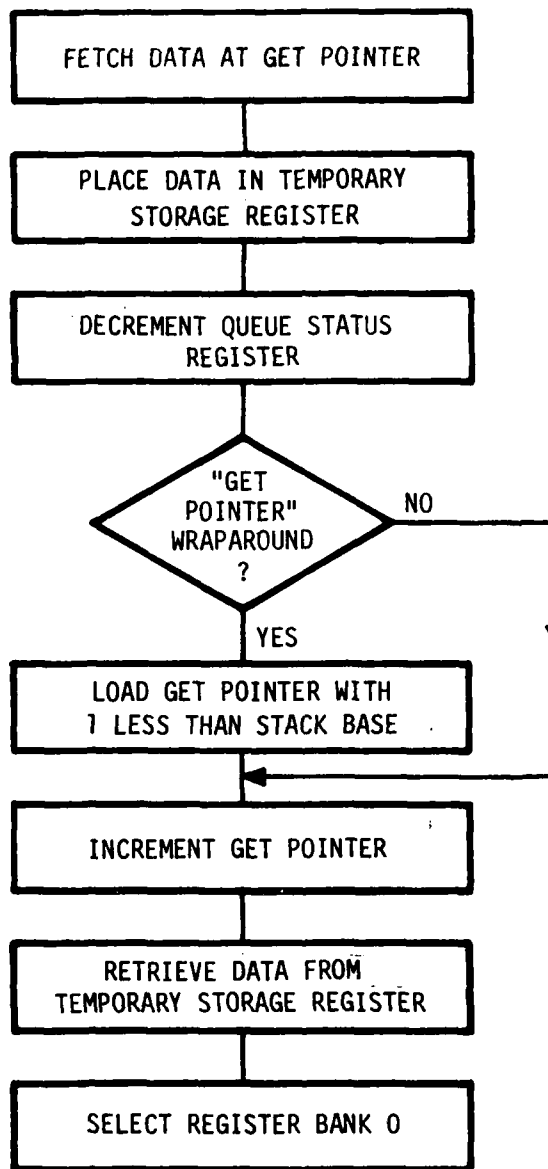 FETCH DATA AT GET POINTER
PLACE DATA IN TEMPORARY
STORAGE REGISTER
DECREMENT QUEUE STATUS
REGISTER
"GET
POINTER"
WRAPAROUND
?
NO
YES
LOAD GET POINTER WITH
1 LESS THAN STACK BASE
INCREMENT GET POINTER
RETRIEVE DATA FROM
TEMPORARY STORAGE REGISTER
SELECT REGISTER BANK 0